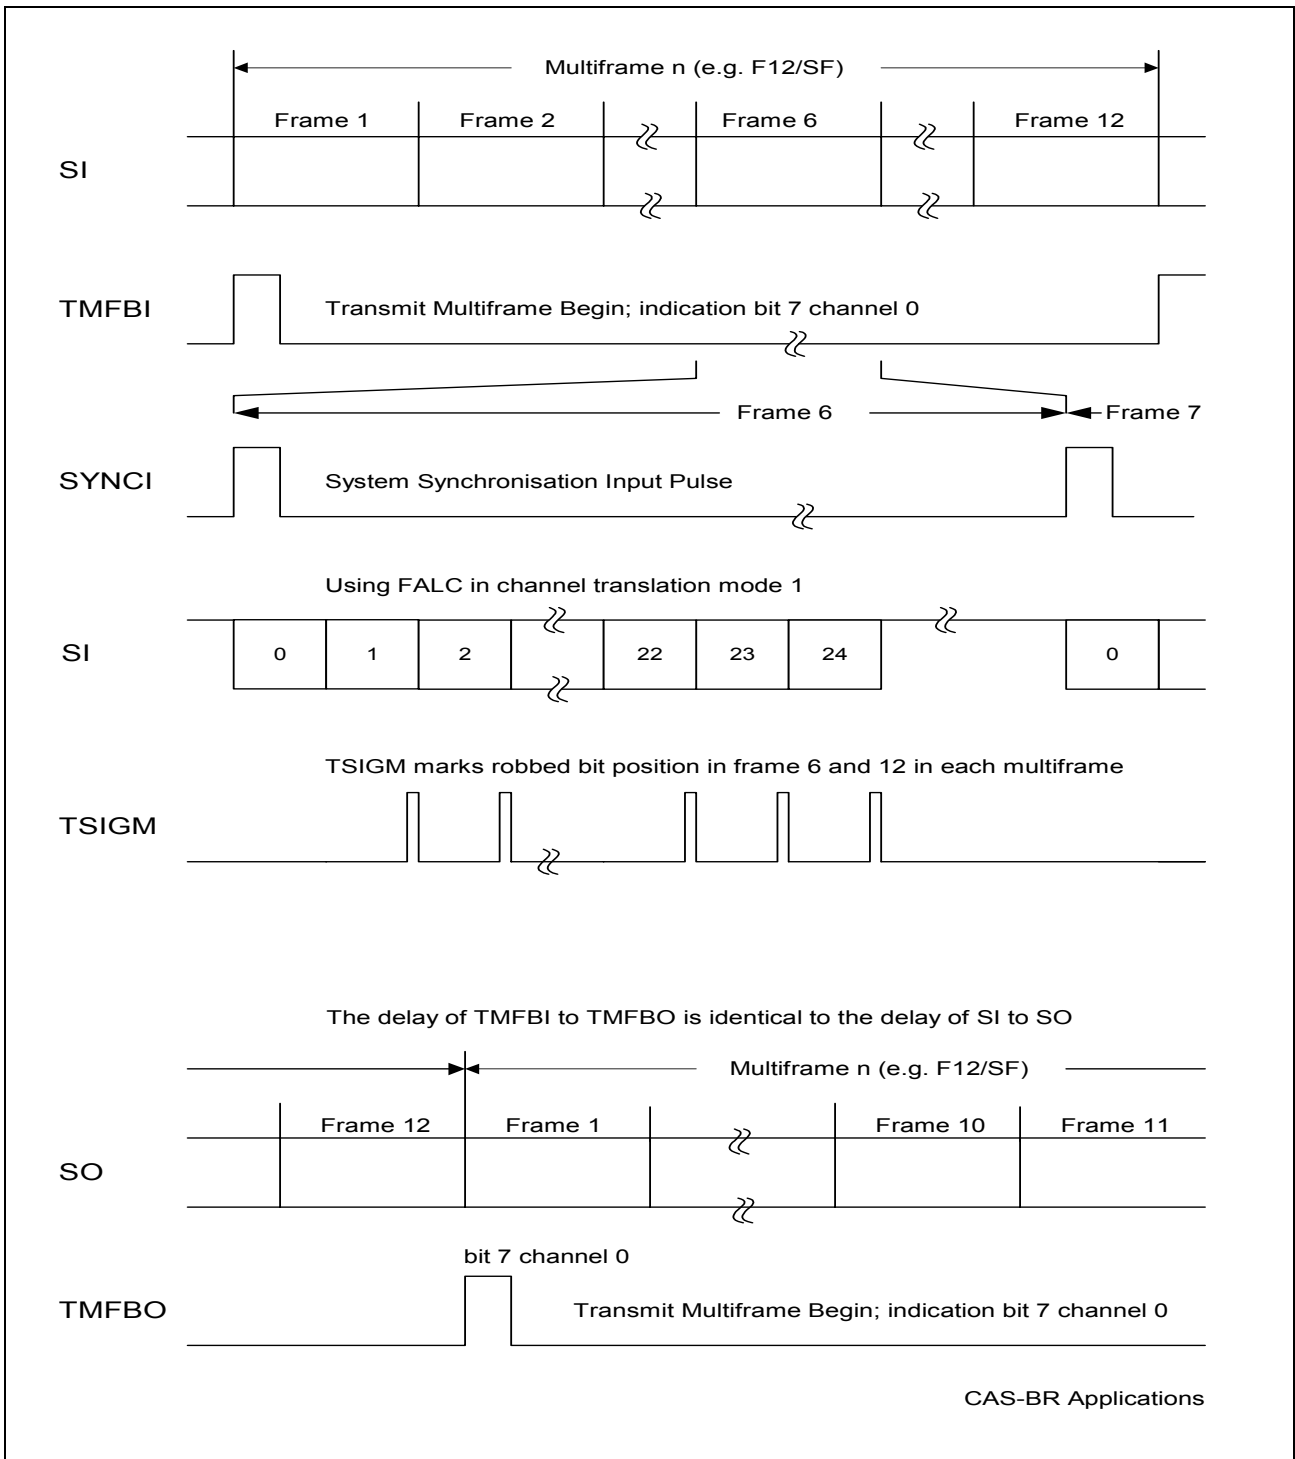 Multiframe n (e.g. F12/SF)
Frame 1 Frame 2 Frame 6 Frame 12
SI
TMFBI Transmit Multiframe Begin; indication bit 7 channel 0
Frame 6 Frame 7
SYNCI System Synchronisation Input Pulse
Using FALC in channel translation mode 1
SI 0 1 2 22 23 24 0
TSIGM marks robbed bit position in frame 6 and 12 in each multiframe
TSIGM
The delay of TMFBI to TMFBO is identical to the delay of SI to SO
Multiframe n (e.g. F12/SF)
Frame 12 Frame 1 Frame 10 Frame 11
SO
bit 7 channel 0
TMFBO Transmit Multiframe Begin; indication bit 7 channel 0
CAS-BR Applications